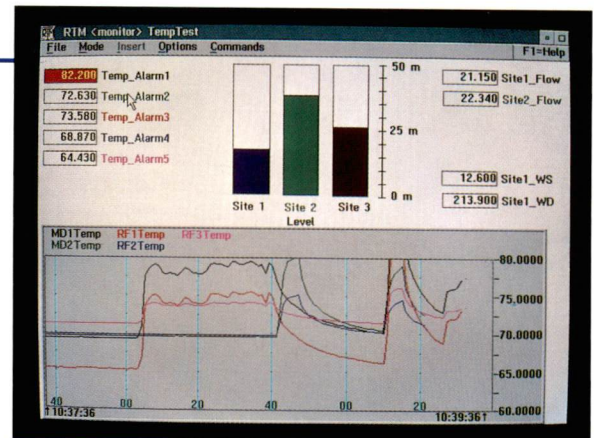 RTM <monitor> TempTest
File Mode Insert Options Commands F1=Help
82.200 Temp_Alarm1
72.630 Temp_Alarm2
73.580 Temp_Alarm3
68.870 Temp_Alarm4
64.430 Temp_Alarm5
50 m
25 m
0 m
Site 1 Site 2 Site 3
Level
21.150 Site1_Flow
22.340 Site2_Flow
12.600 Site1_WS
213.900 Site1_WD
MD1Temp RF1Temp RF3Temp
MD2Temp RF2Temp
80.0000
75.0000
70.0000
65.0000
60.0000
40 00 20 40 00 20
↑10:37:36 10:39:36↑